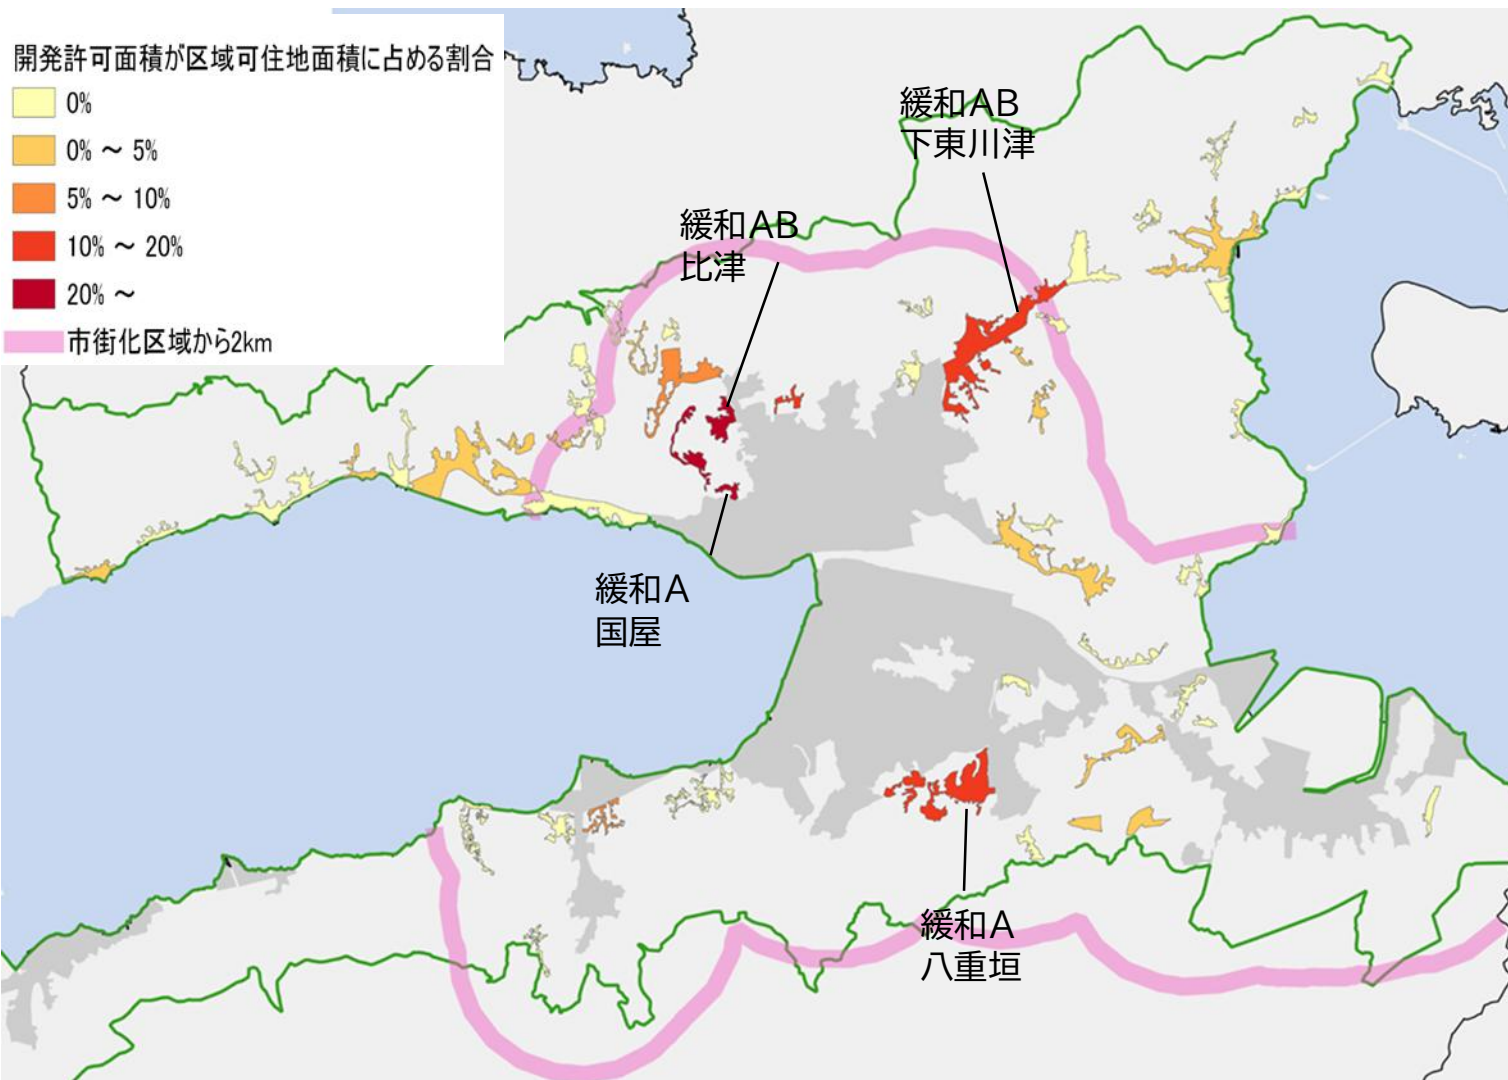 開発許可面積が区域可住地面積に占める割合
0%
0% ～ 5%
5% ～ 10%
10% ～ 20%
20% ～
市街化区域から2km
緩和AB
下東川津
緩和AB
比津
緩和A
国屋
緩和A
八重垣